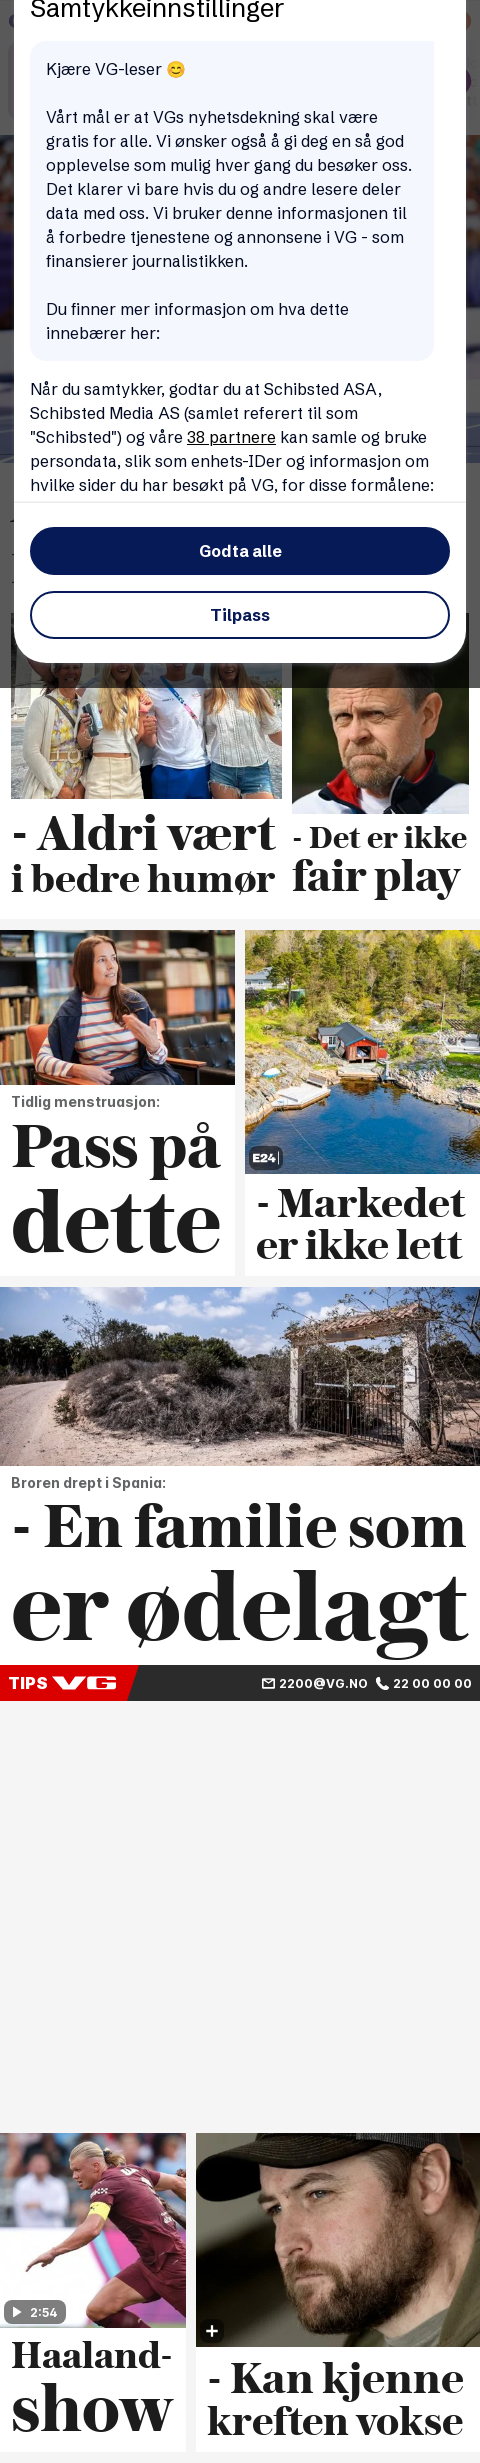 Samtykkeinnstillinger
Kjære VG-leser 😊
Vårt mål er at VGs nyhetsdekning skal være
gratis for alle. Vi ønsker også å gi deg en så god
opplevelse som mulig hver gang du besøker oss.
Det klarer vi bare hvis du og andre lesere deler
data med oss. Vi bruker denne informasjonen til
å forbedre tjenestene og annonsene i VG - som
finansierer journalistikken.
Du finner mer informasjon om hva dette
innebærer her:
Når du samtykker, godtar du at Schibsted ASA,
Schibsted Media AS (samlet referert til som
"Schibsted") og våre 38 partnere kan samle og bruke
persondata, slik som enhets-IDer og informasjon om
hvilke sider du har besøkt på VG, for disse formålene:
Godta alle
Tilpass
- Aldri vært
i bedre humør
- Det er ikke
fair play
Tidlig menstruasjon:
Pass på
dette
E24
- Markedet
er ikke lett
Broren drept i Spania:
- En familie som
er ødelagt
TIPS VG 2200@VG.NO 22 00 00 00
2:54
Haaland-
show
- Kan kjenne
kreften vokse